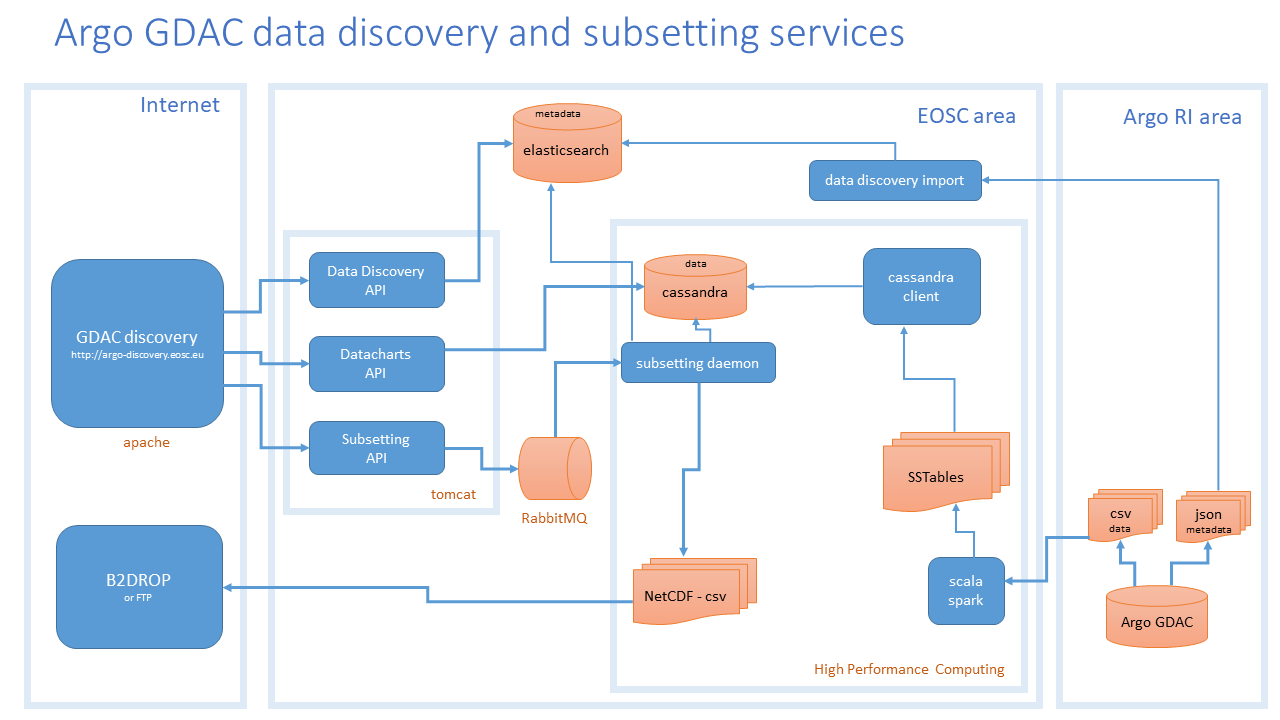 Argo GDAC data discovery and subsetting services
Internet
EOSC area
Argo RI area
metadata
elasticsearch
data discovery import
Data Discovery
API
data
cassandra
cassandra
client
GDAC discovery
http://argo-discovery.eosc.eu
Datacharts
API
subsetting daemon
apache
Subsetting
API
tomcat
RabbitMQ
SSTables
csv
data
json
metadata
B2DROP
or FTP
NetCDF - csv
scala
spark
Argo GDAC
High Performance Computing